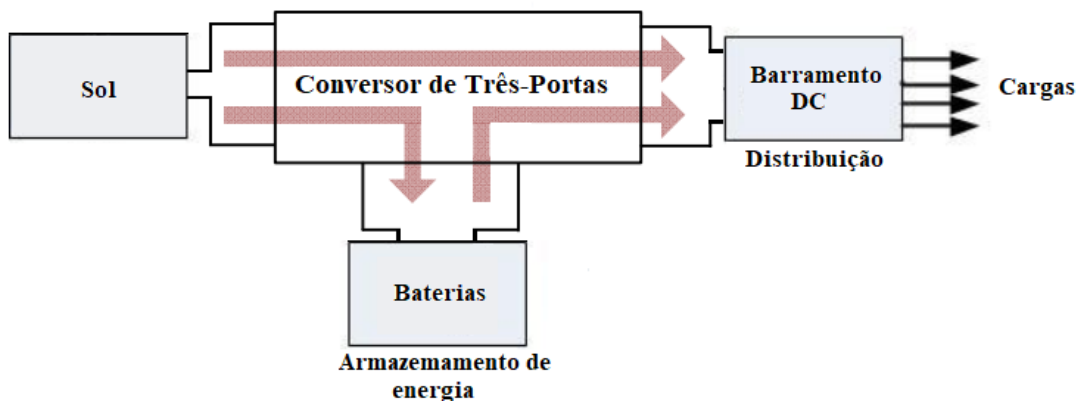 Sol
Conversor de Três-Portas
Barramento
DC
Cargas
Distribuição
Baterias
Armazemamento de
energia